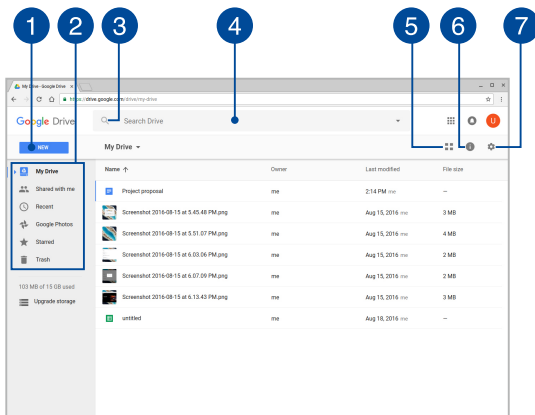 1 2 3 4 5 6 7
My Drive - Google Drive
https://drive.google.com/drive/my-drive
Google Drive
Search Drive
U
NEW
My Drive
My Drive
Shared with me
Recent
Google Photos
Starred
Trash
103 MB of 15 GB used
Upgrade storage
Name Owner Last modified File size
Project proposal me 2:14 PM me –
Screenshot 2016-08-15 at 5.45.48 PM.png me Aug 15, 2016 me 3 MB
Screenshot 2016-08-15 at 5.51.07 PM.png me Aug 15, 2016 me 4 MB
Screenshot 2016-08-15 at 6.03.06 PM.png me Aug 15, 2016 me 2 MB
Screenshot 2016-08-15 at 6.07.09 PM.png me Aug 15, 2016 me 2 MB
Screenshot 2016-08-15 at 6.13.43 PM.png me Aug 15, 2016 me 3 MB
untitled me Aug 18, 2016 me –